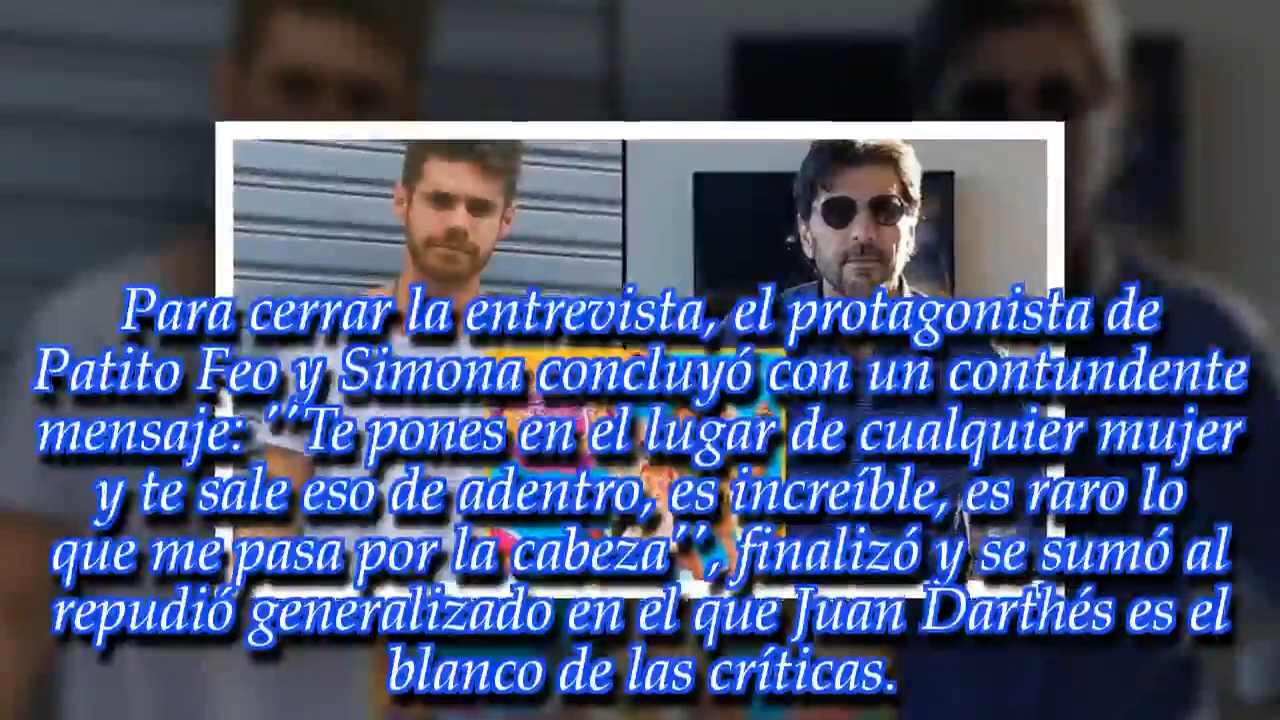 Para cerrar la entrevista, el protagonista de
Patito Feo y Simona concluyó con un contundente
mensaje: ´´Te pones en el lugar de cualquier mujer
y te sale eso de adentro, es increíble, es raro lo
que me pasa por la cabeza´´, finalizó y se sumó al
repudió generalizado en el que Juan Darthés es el
blanco de las críticas.